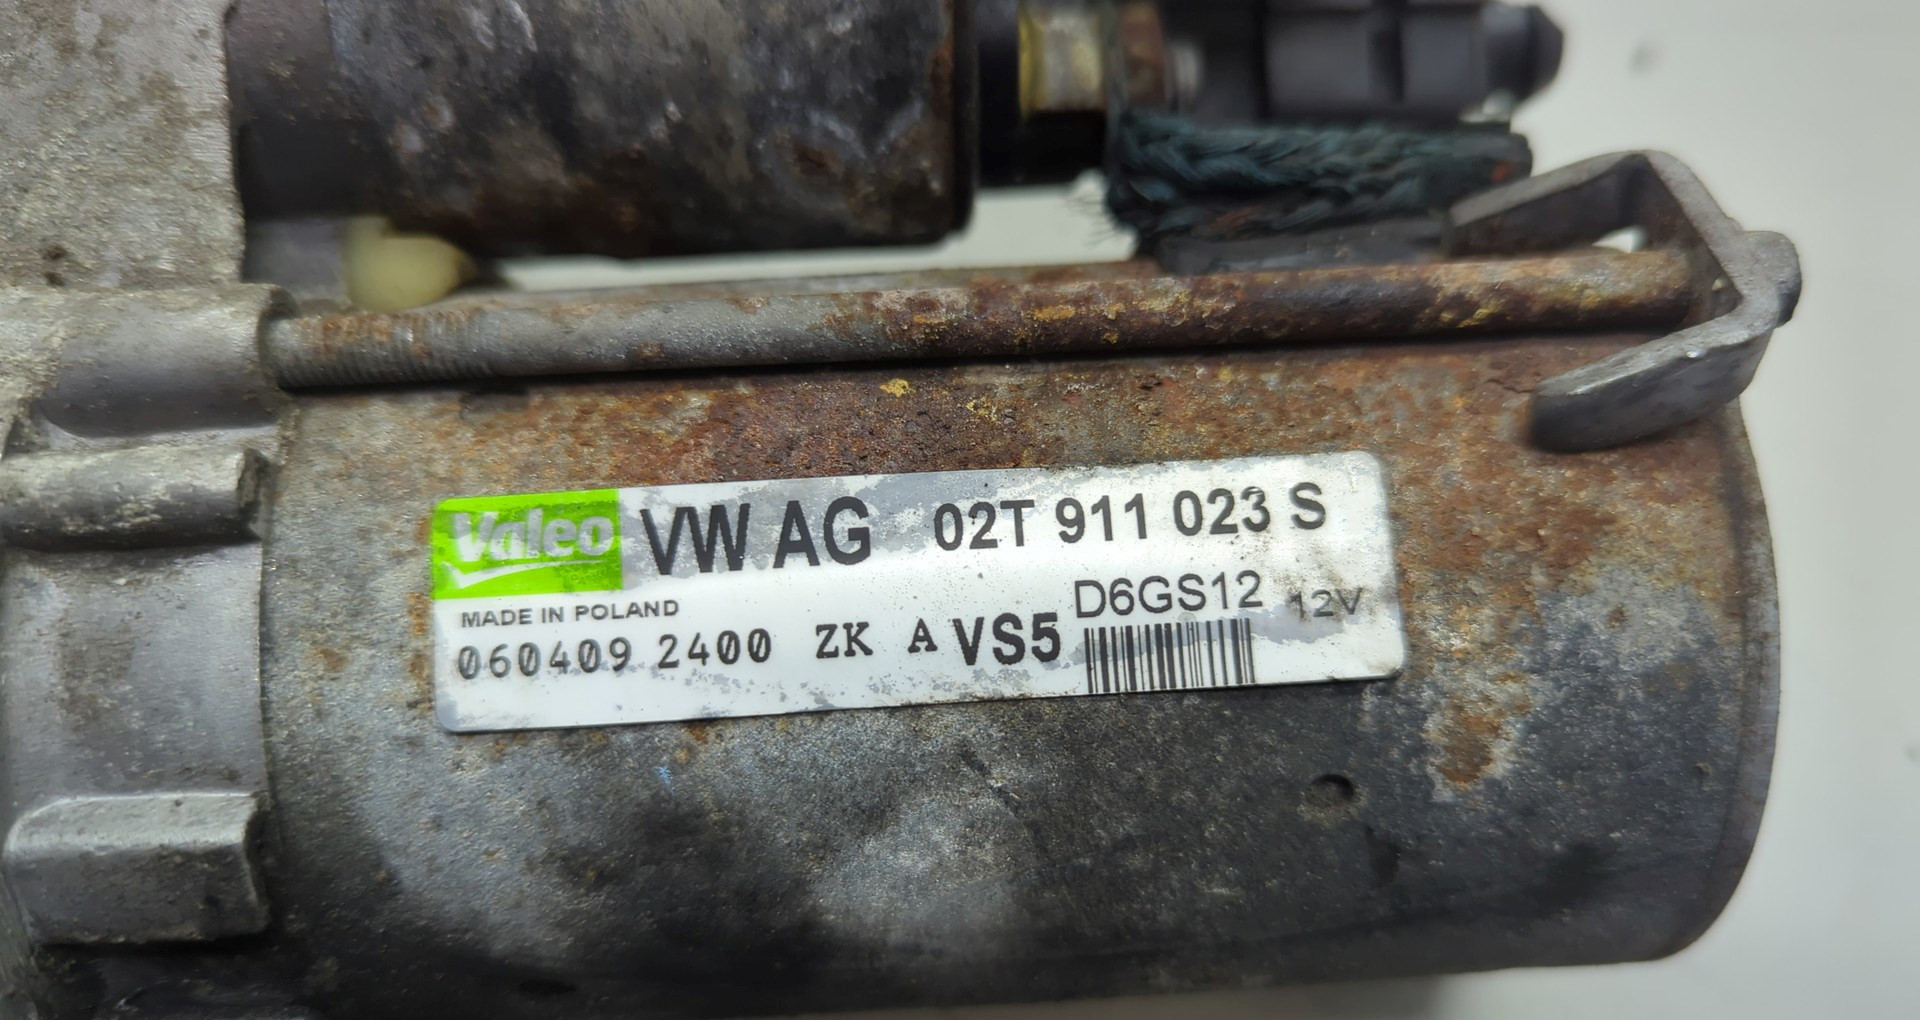 Valeo VW AG 02T 911 023 S
MADE IN POLAND D6GS12 12V
060409 2400 ZK A VS5